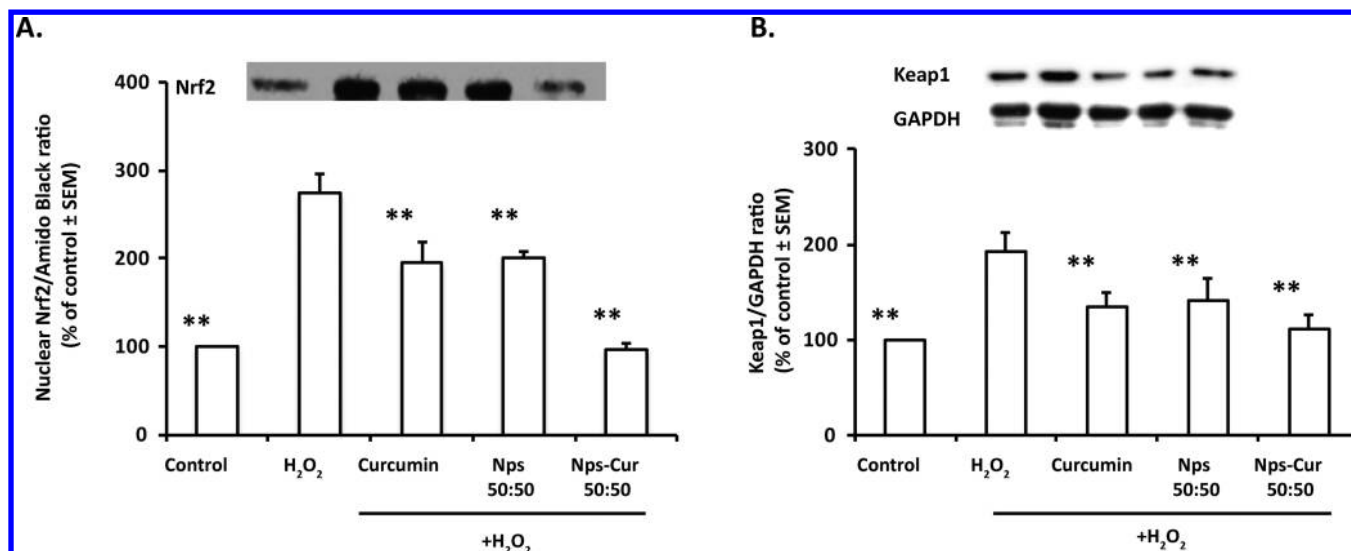 A.
Nrf2
Nuclear Nrf2/Amido Black ratio
(% of control ± SEM)
400
300
200
100
0
**
**
**
**
Control
H₂O₂
Curcumin
Nps
50:50
Nps-Cur
50:50
+H₂O₂
B.
Keap1
GAPDH
Keap1/GAPDH ratio
(% of control ± SEM)
300
200
100
0
**
**
**
**
Control
H₂O₂
Curcumin
Nps
50:50
Nps-Cur
50:50
+H₂O₂